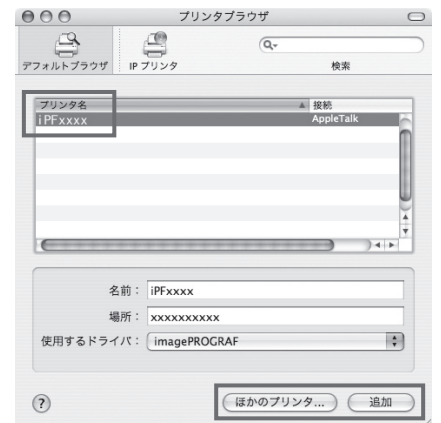 プリンタブラウザ
デフォルトブラウザ IP プリンタ 検索
プリンタ名 接続
iPFxxxx AppleTalk
名前： iPFxxxx
場所： xxxxxxxxxx
使用するドライバ： imagePROGRAF
? ほかのプリンタ... 追加